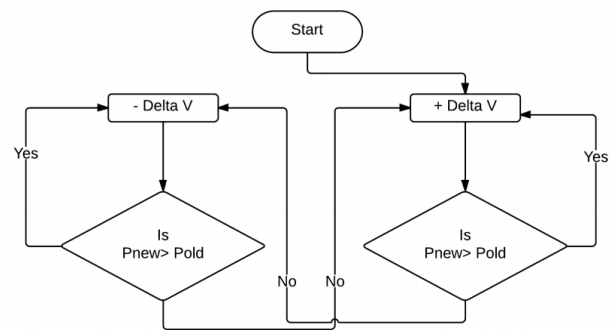 Start
- Delta V
+ Delta V
Yes
Yes
Is
Pnew> Pold
Is
Pnew> Pold
No
No